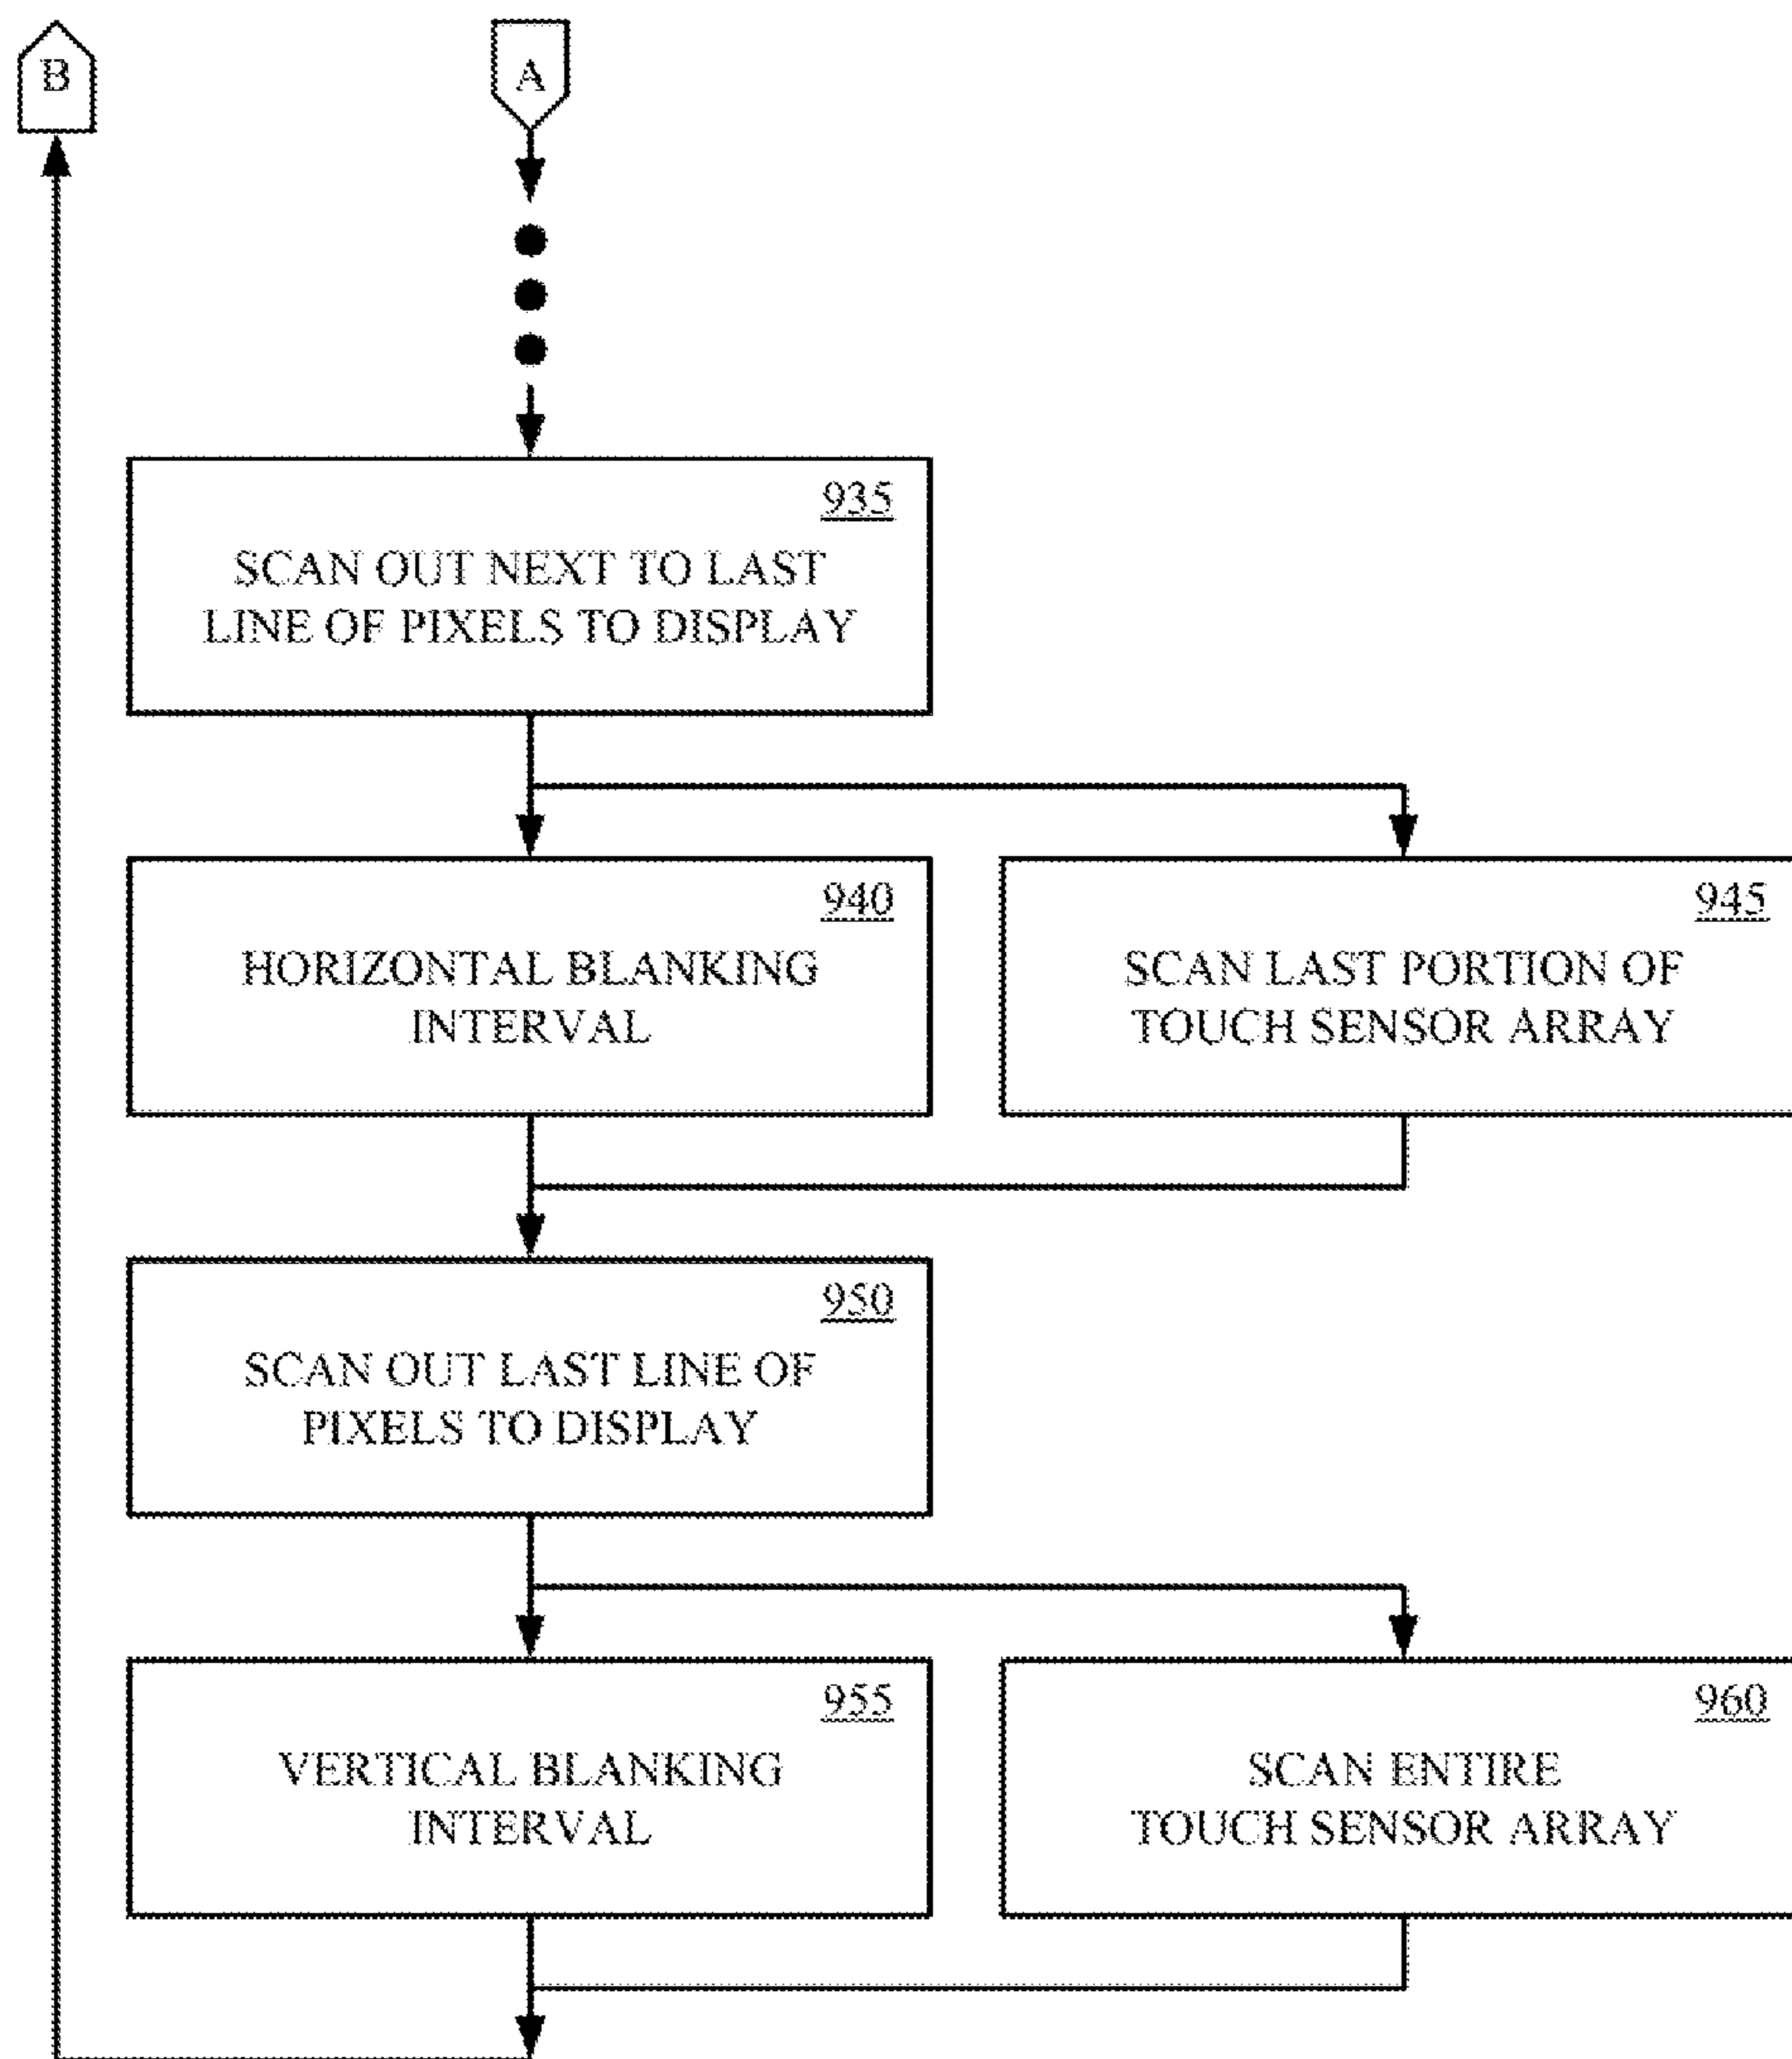 B
A
935
SCAN OUT NEXT TO LAST
LINE OF PIXELS TO DISPLAY
940
HORIZONTAL BLANKING
INTERVAL
945
SCAN LAST PORTION OF
TOUCH SENSOR ARRAY
950
SCAN OUT LAST LINE OF
PIXELS TO DISPLAY
955
VERTICAL BLANKING
INTERVAL
960
SCAN ENTIRE
TOUCH SENSOR ARRAY